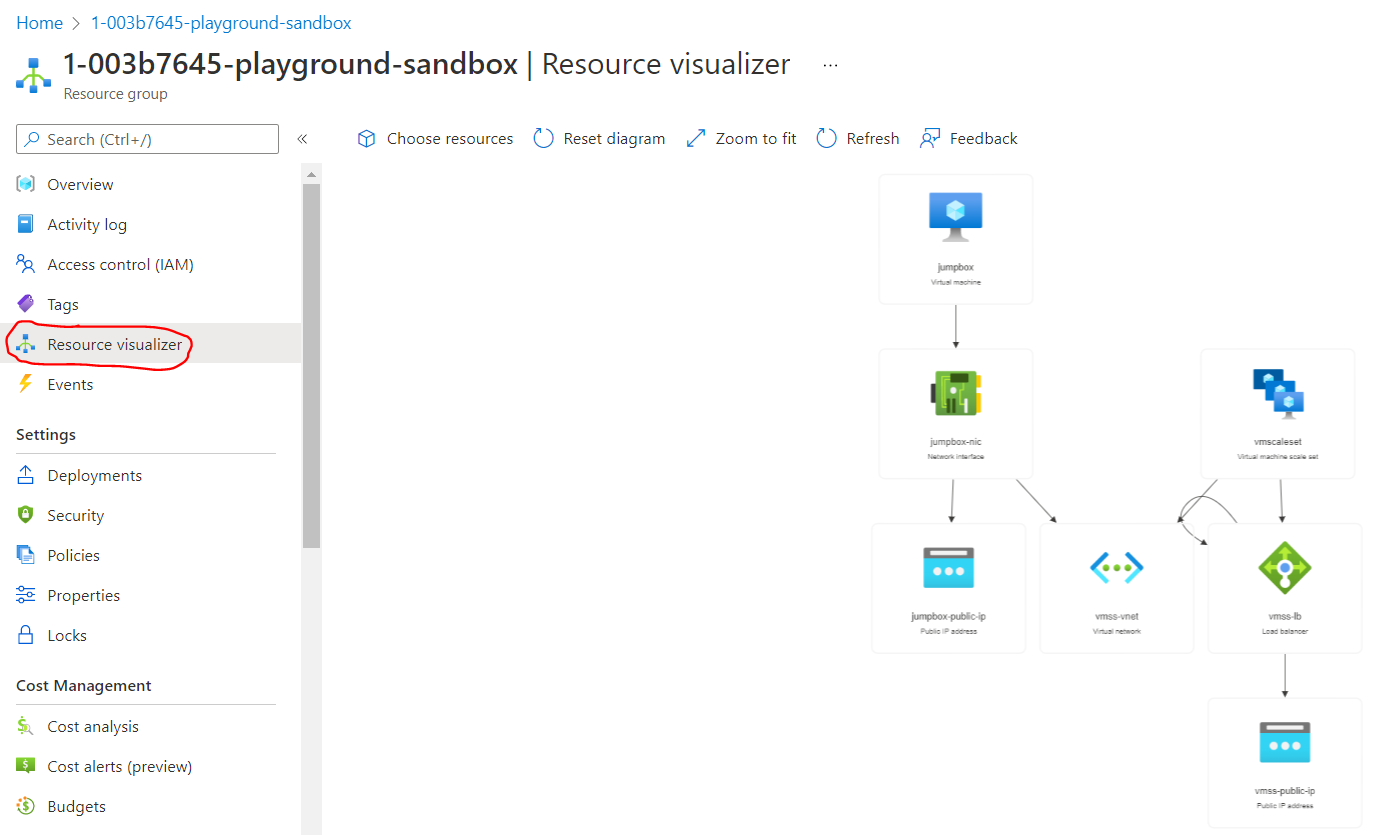 Home > 1-003b7645-playground-sandbox
1-003b7645-playground-sandbox | Resource visualizer ...
Resource group
Search (Ctrl+/) «
Choose resources Reset diagram Zoom to fit Refresh Feedback
Overview
Activity log
Access control (IAM)
Tags
Resource visualizer
Events
Settings
Deployments
Security
Policies
Properties
Locks
Cost Management
Cost analysis
Cost alerts (preview)
Budgets
jumpbox
Virtual machine
jumpbox-nic
Network interface
vmscaleset
Virtual machine scale set
jumpbox-public-ip
Public IP address
vmss-vnet
Virtual network
vmss-lb
Load balancer
vmss-public-ip
Public IP address